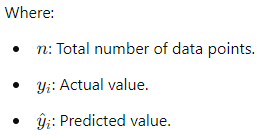 Where:
• n: Total number of data points.
• yᵢ: Actual value.
• ŷᵢ: Predicted value.